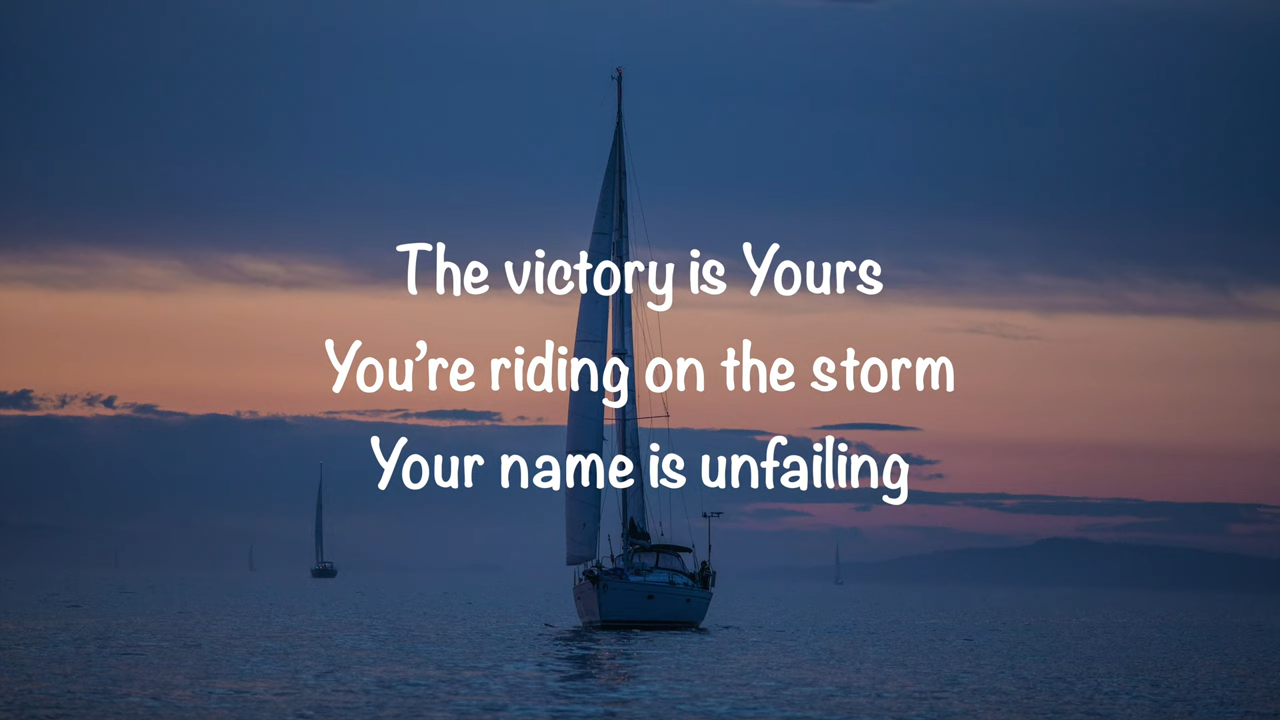 The victory is Yours
You’re riding on the storm
Your name is unfailing